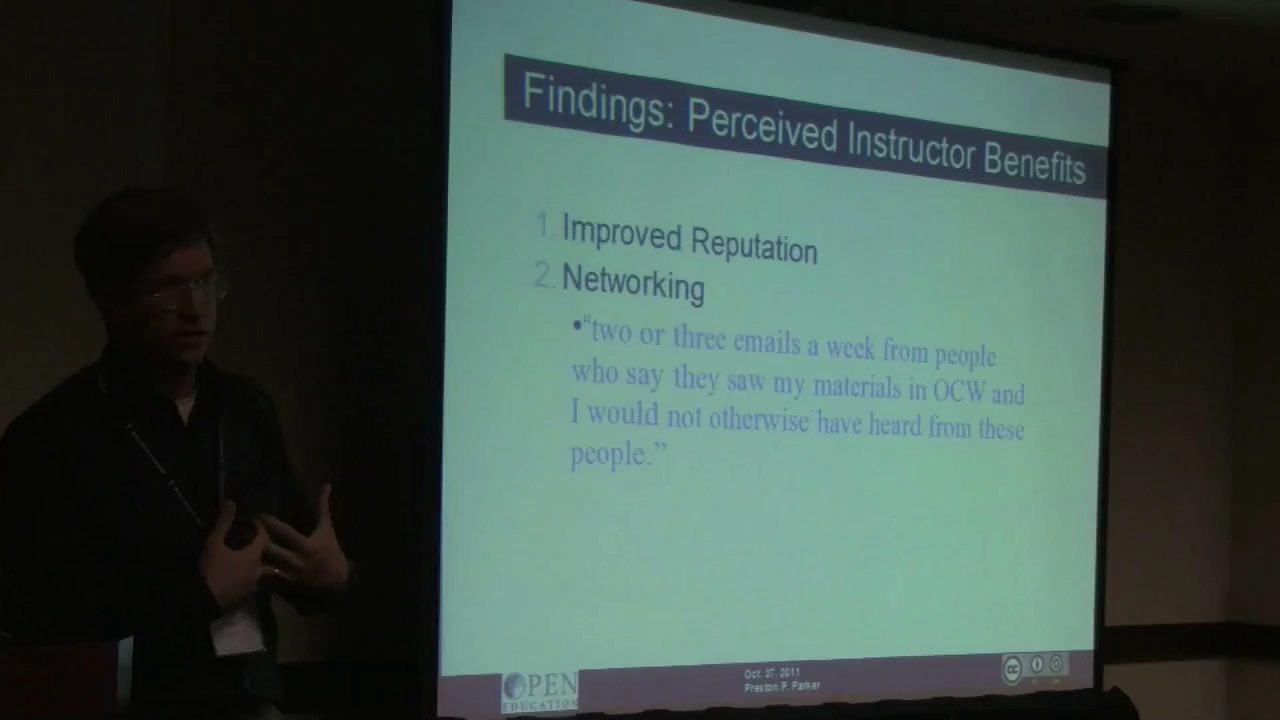 Findings: Perceived Instructor Benefits
1. Improved Reputation
2. Networking
•“two or three emails a week from people
who say they saw my materials in OCW and
I would not otherwise have heard from these
people.”
OPEN
EDUCATION
Oct. 27, 2011
Preston P. Parker
cc